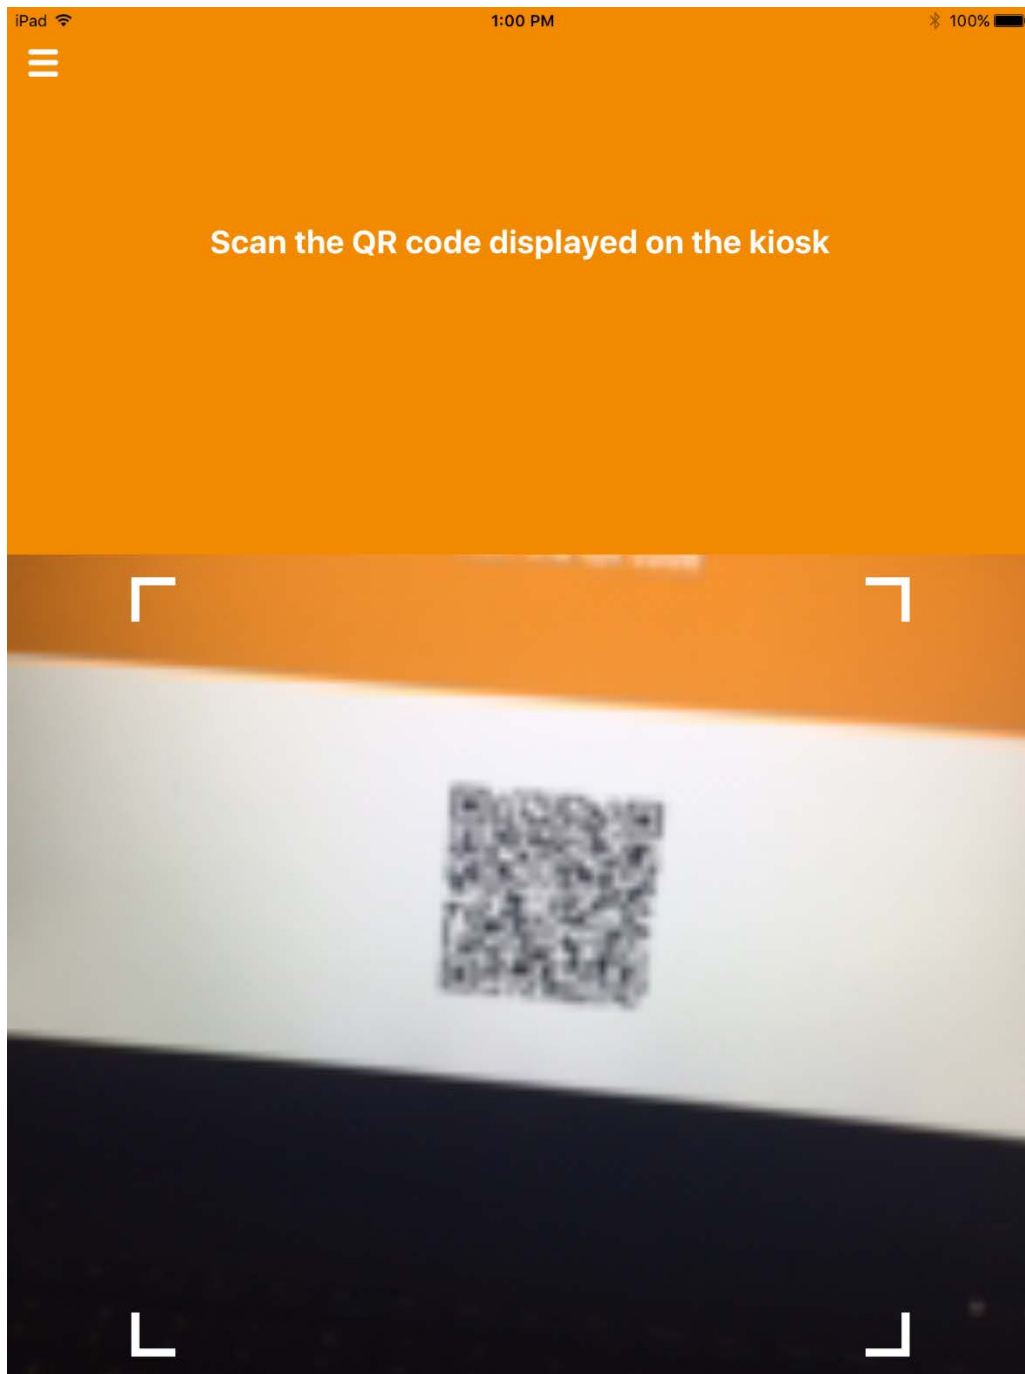 iPad 1:00 PM 100%
Scan the QR code displayed on the kiosk